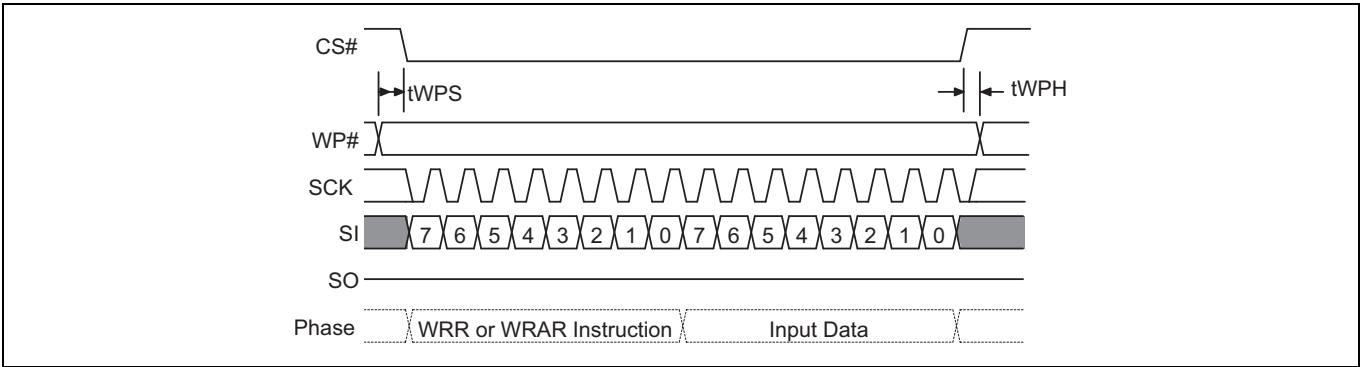 CS#
tWPS
tWPH
WP#
SCK
SI 7 6 5 4 3 2 1 0 7 6 5 4 3 2 1 0
SO
Phase WRR or WRAR Instruction Input Data